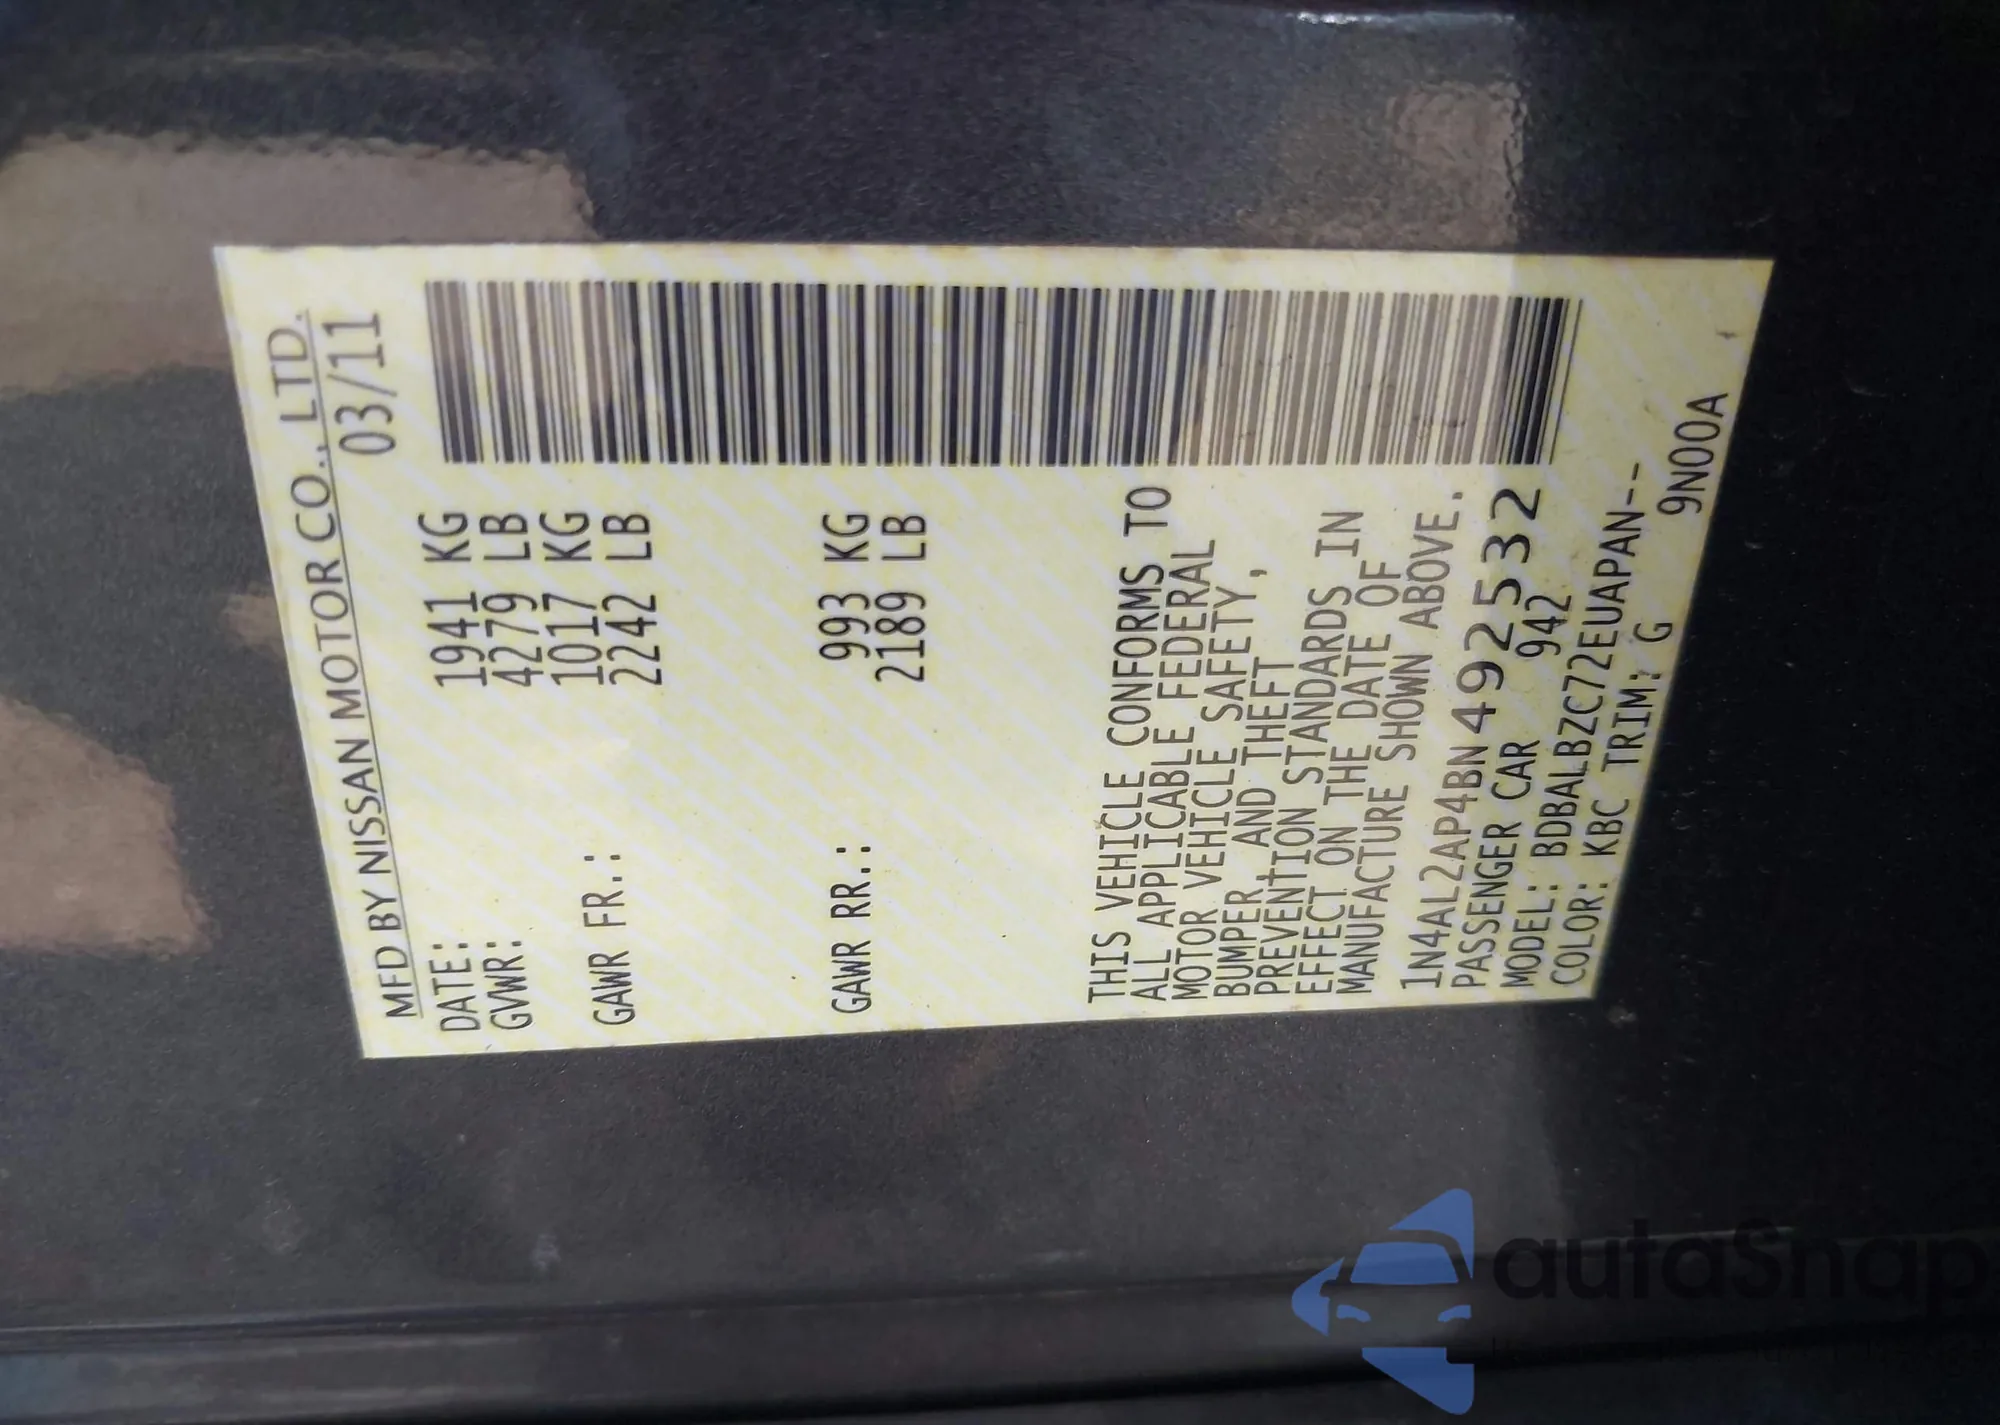 MFD BY NISSAN MOTOR CO., LTD.
DATE: 03/11
GVWR: 1941 KG
4279 LB
GAWR FR.: 1017 KG
2242 LB
GAWR RR.: 993 KG
2189 LB
THIS VEHICLE CONFORMS TO
ALL APPLICABLE FEDERAL
MOTOR VEHICLE SAFETY,
BUMPER, AND THEFT
PREVENTION STANDARDS IN
EFFECT ON THE DATE OF
MANUFACTURE SHOWN ABOVE.
1N4AL2AP4BN492532
PASSENGER CAR 942
MODEL: BDBALBZC72EUAPAN--
COLOR: KBC TRIM: G
9N00A
autoSnap